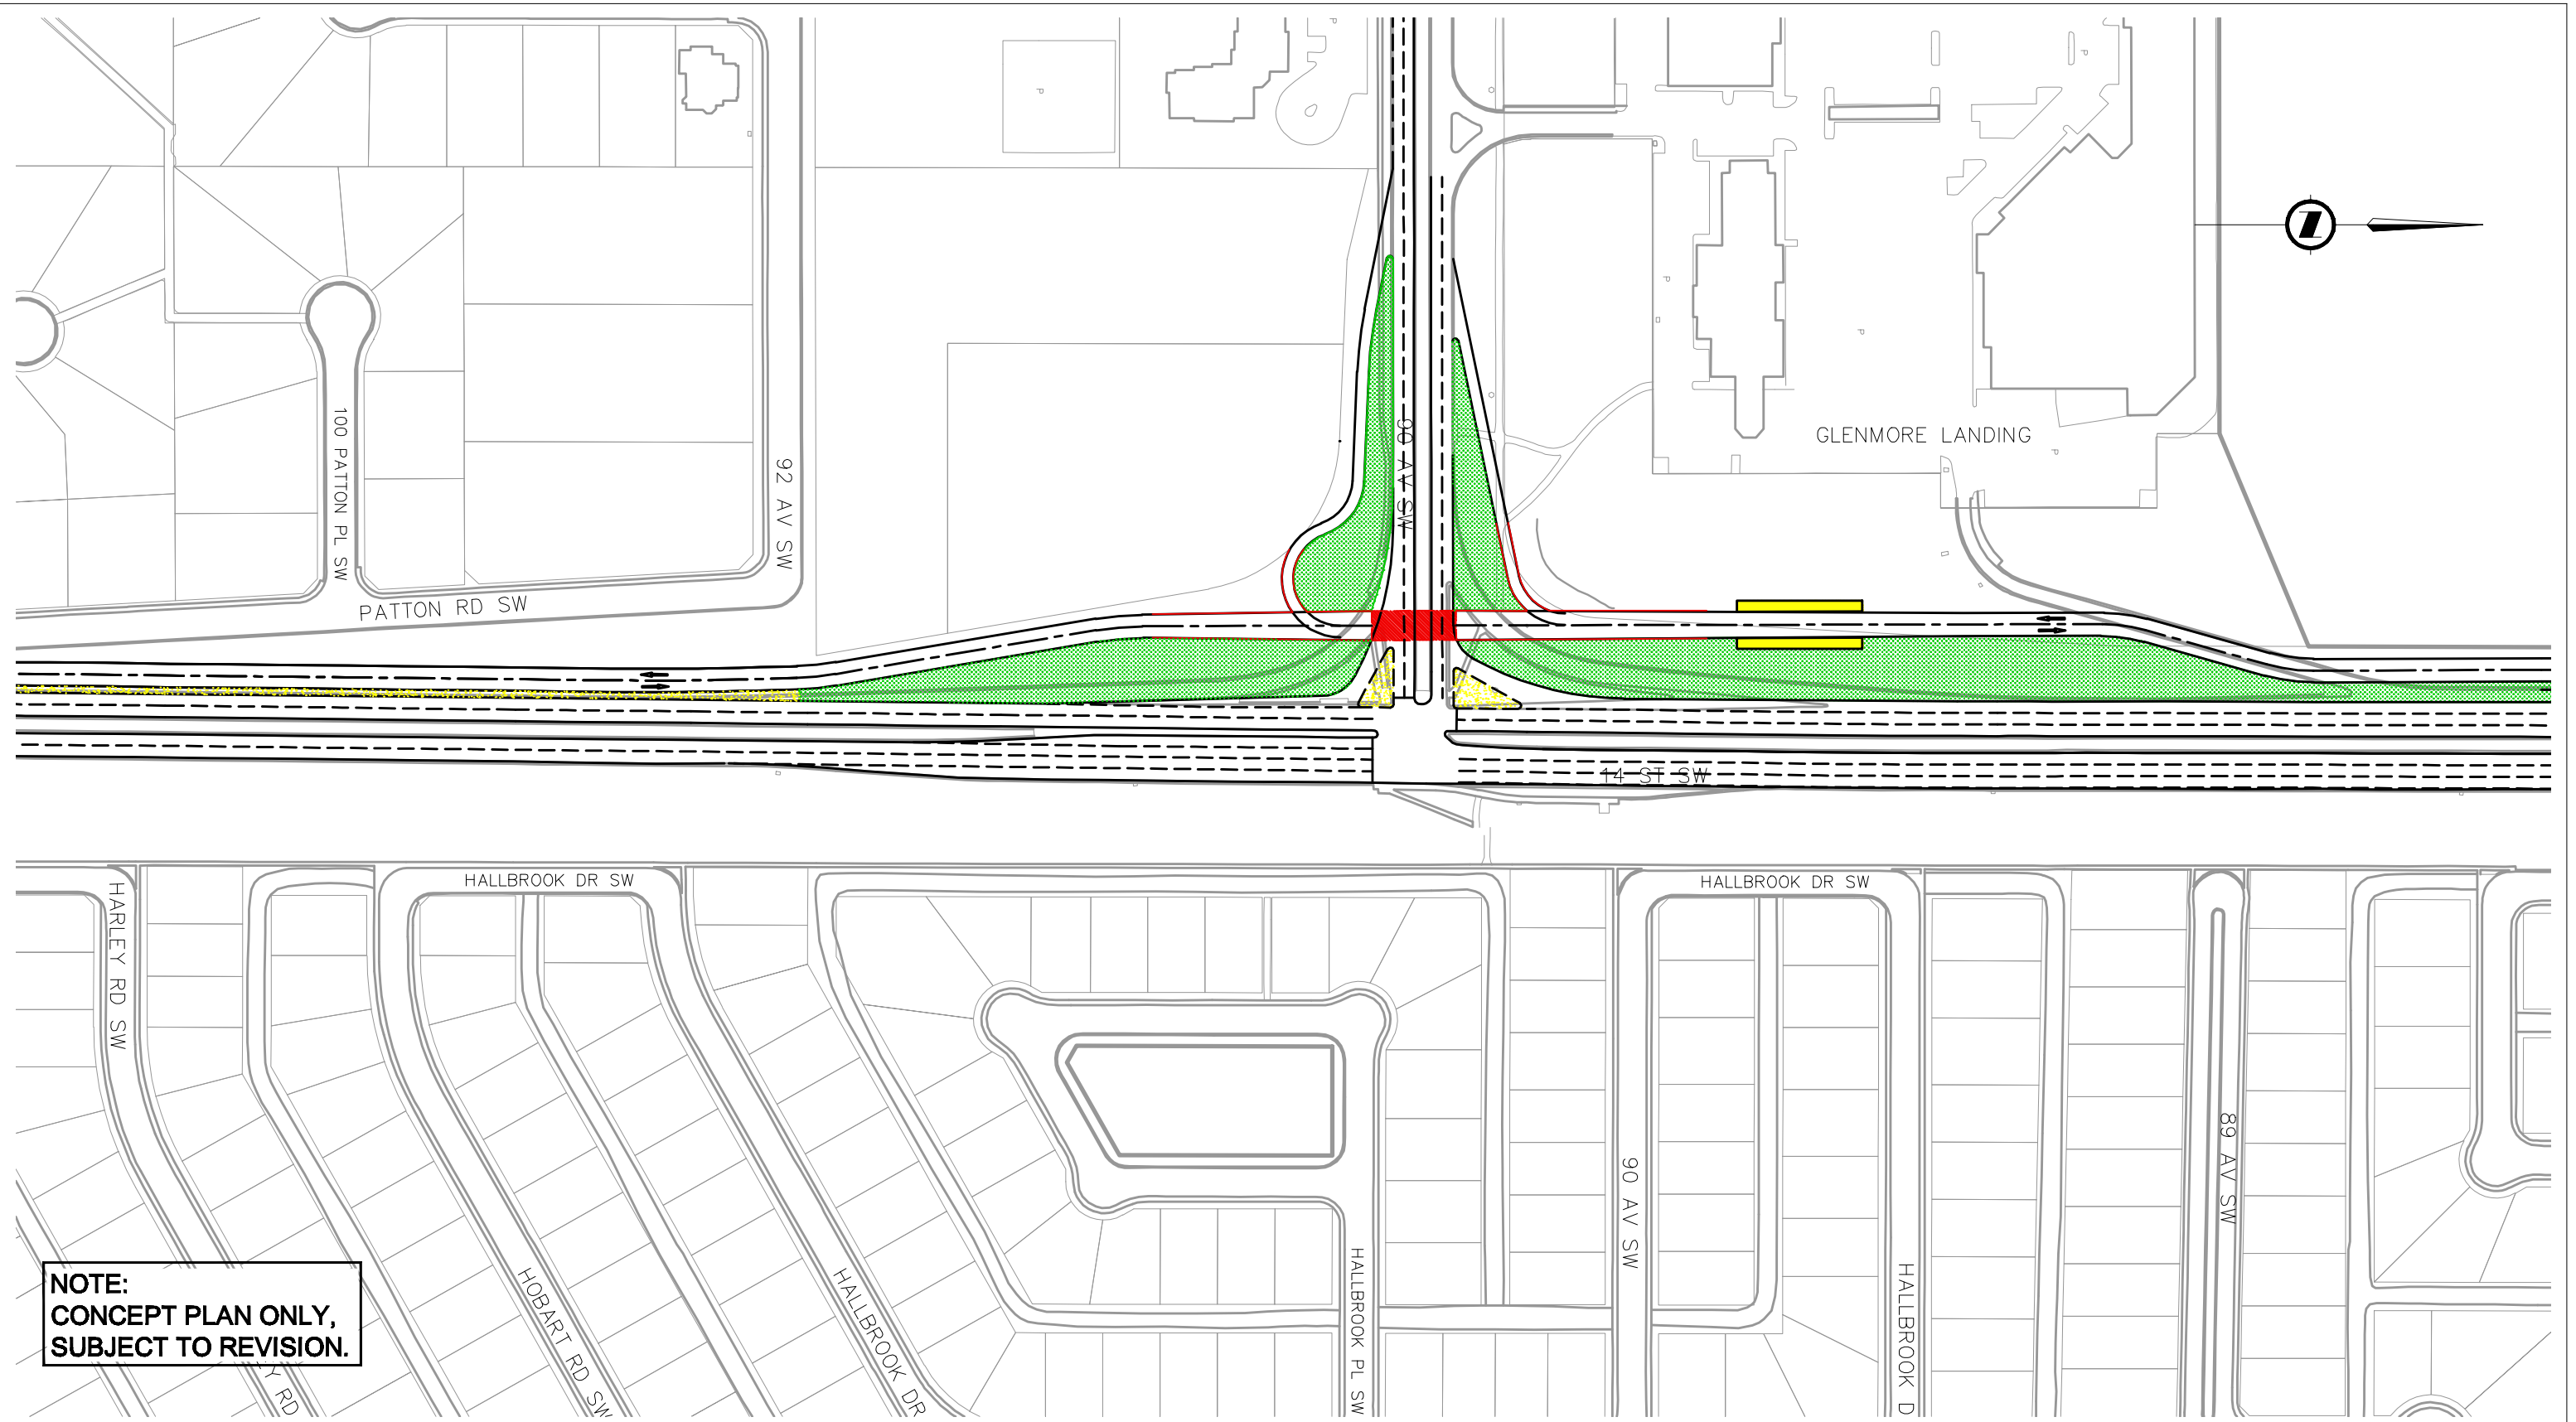 GLENMORE LANDING
90 AV SW
100 PATTON PL SW
92 AV SW
PATTON RD SW
14 ST SW
HALLBROOK DR SW
HALLBROOK DR SW
HARLEY RD SW
89 AV SW
90 AV SW
HOBART RD SW
HALLBROOK DR
HALLBROOK PL SW
HALLBROOK D
NOTE:
CONCEPT PLAN ONLY,
SUBJECT TO REVISION.
Y RD
P
P
P
P
P
P
Z